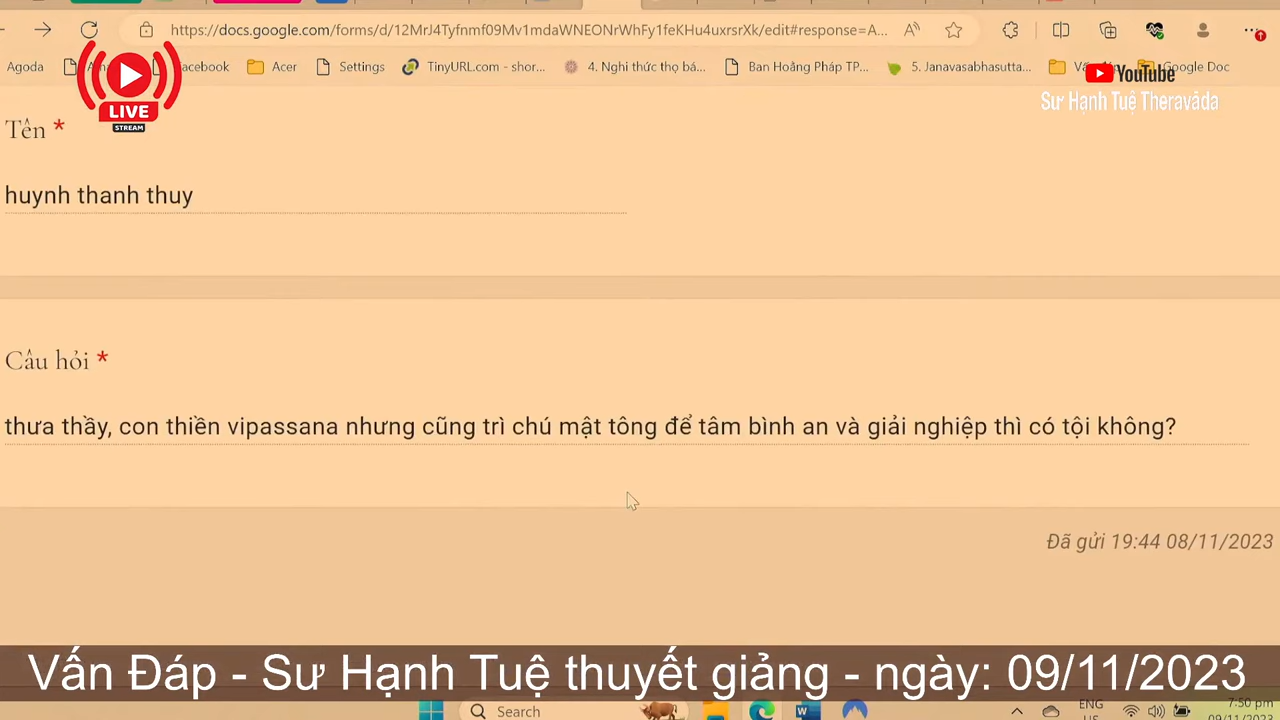 https://docs.google.com/forms/d/12MrJ4Tyfnmf09Mv1mdaWNEONrWhFy1feKHu4uxrsrXk/edit#response=A...
Agoda
acebook
Acer
Settings
TinyURL.com - shor...
4. Nghi thức thọ bá...
Ban Hoằng Pháp TP...
5. Janavasabhasutta...
Google Doc
LIVE
STREAM
YouTube
Sư Hạnh Tuệ Theravāda
Tên *
huynh thanh thuy
Câu hỏi *
thưa thầy, con thiền vipassana nhưng cũng trì chú mật tông để tâm bình an và giải nghiệp thì có tội không?
Đã gửi 19:44 08/11/2023
Vấn Đáp - Sư Hạnh Tuệ thuyết giảng - ngày: 09/11/2023
Search
ENG
7:50 pm